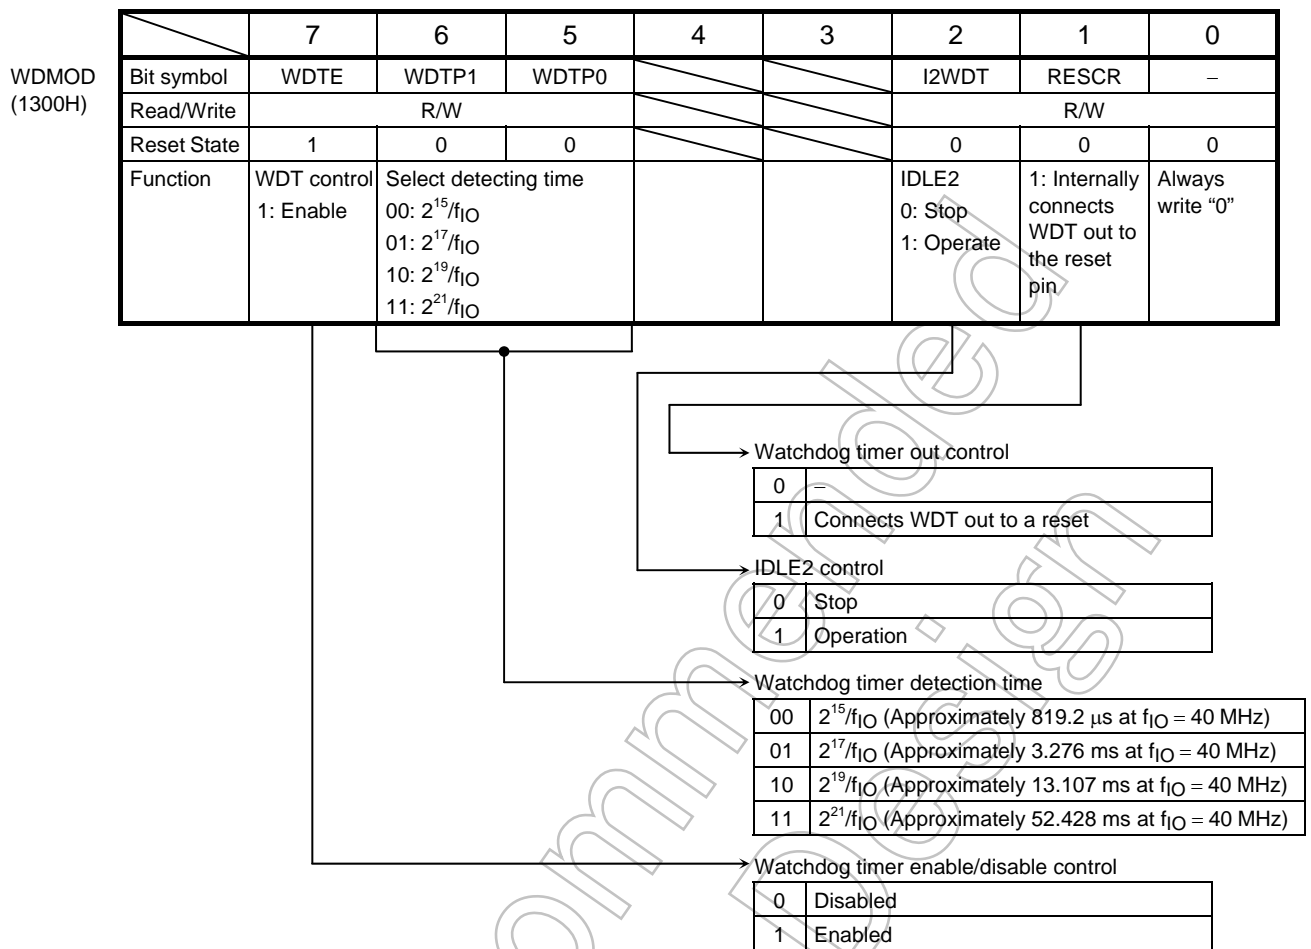 7 6 5 4 3 2 1 0
WDMOD
(1300H)
Bit symbol WDTE WDTP1 WDTP0 I2WDT RESCR –
Read/Write R/W R/W
Reset State 1 0 0 0 0 0
Function WDT control Select detecting time IDLE2 1: Internally Always
1: Enable 00: 2^15/fIO 0: Stop connects write “0”
01: 2^17/fIO 1: Operate WDT out to
10: 2^19/fIO the reset
11: 2^21/fIO pin
Watchdog timer out control
0 –
1 Connects WDT out to a reset
IDLE2 control
0 Stop
1 Operation
Watchdog timer detection time
00 2^15/fIO (Approximately 819.2 μs at fIO = 40 MHz)
01 2^17/fIO (Approximately 3.276 ms at fIO = 40 MHz)
10 2^19/fIO (Approximately 13.107 ms at fIO = 40 MHz)
11 2^21/fIO (Approximately 52.428 ms at fIO = 40 MHz)
Watchdog timer enable/disable control
0 Disabled
1 Enabled
ommended
Design